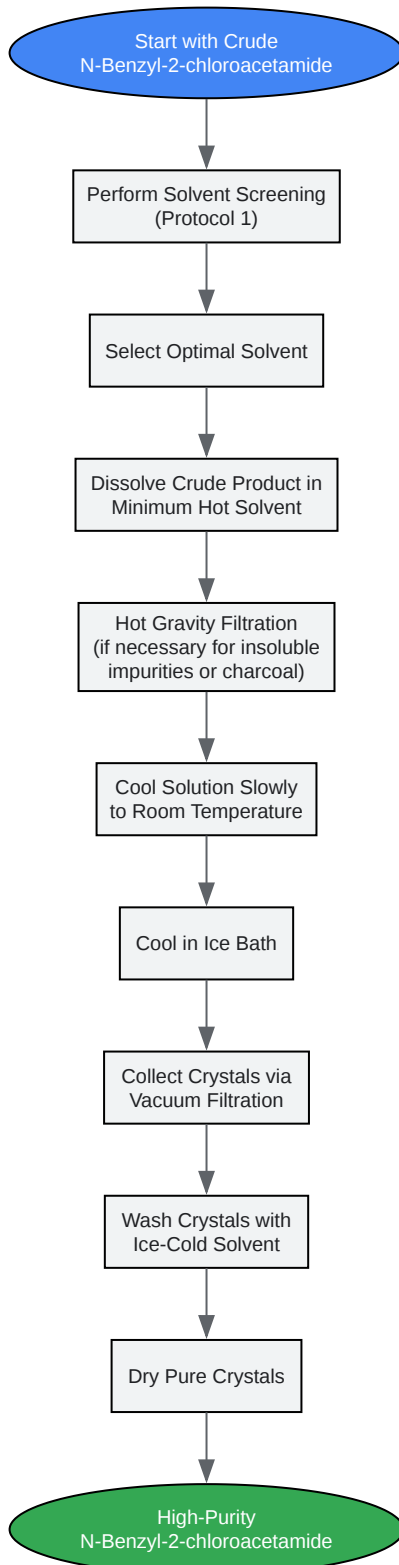 Start with Crude
N-Benzyl-2-chloroacetamide
Perform Solvent Screening
(Protocol 1)
Select Optimal Solvent
Dissolve Crude Product in
Minimum Hot Solvent
Hot Gravity Filtration
(if necessary for insoluble
impurities or charcoal)
Cool Solution Slowly
to Room Temperature
Cool in Ice Bath
Collect Crystals via
Vacuum Filtration
Wash Crystals with
Ice-Cold Solvent
Dry Pure Crystals
High-Purity
N-Benzyl-2-chloroacetamide